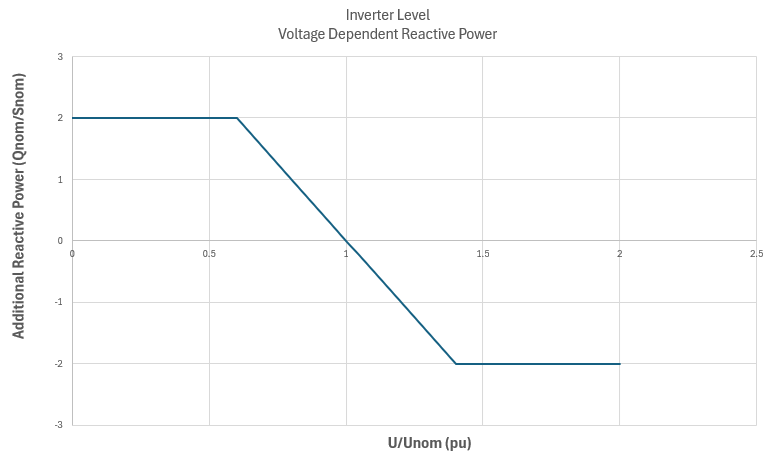 Inverter Level
Voltage Dependent Reactive Power
Additional Reactive Power (Qnom/Snom)
3
2
1
0
-1
-2
-3
0 0.5 1 1.5 2 2.5
U/Unom (pu)